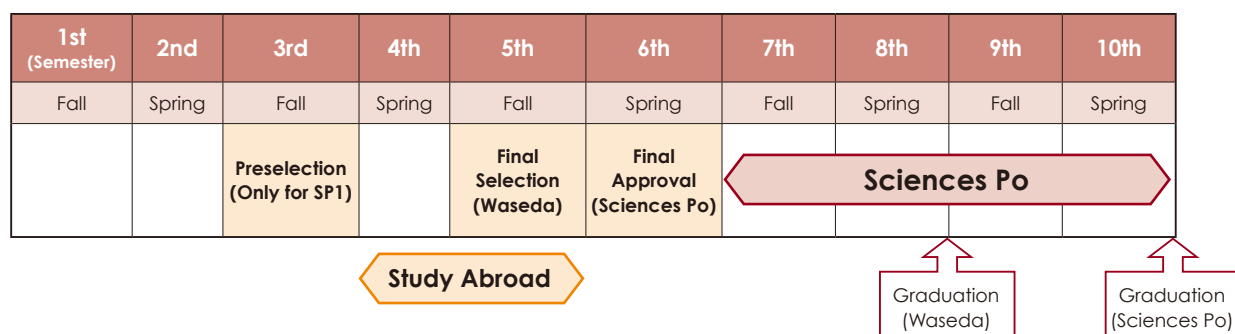 1st
(Semester)
2nd
3rd
4th
5th
6th
7th
8th
9th
10th
Fall
Spring
Fall
Spring
Fall
Spring
Fall
Spring
Fall
Spring
Preselection
(Only for SP1)
Final
Selection
(Waseda)
Final
Approval
(Sciences Po)
Sciences Po
Study Abroad
Graduation
(Waseda)
Graduation
(Sciences Po)